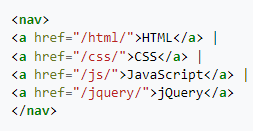 <nav>
<a href="/html/">HTML</a> |
<a href="/css/">CSS</a> |
<a href="/js/">JavaScript</a> |
<a href="/jquery/">jQuery</a>
</nav>